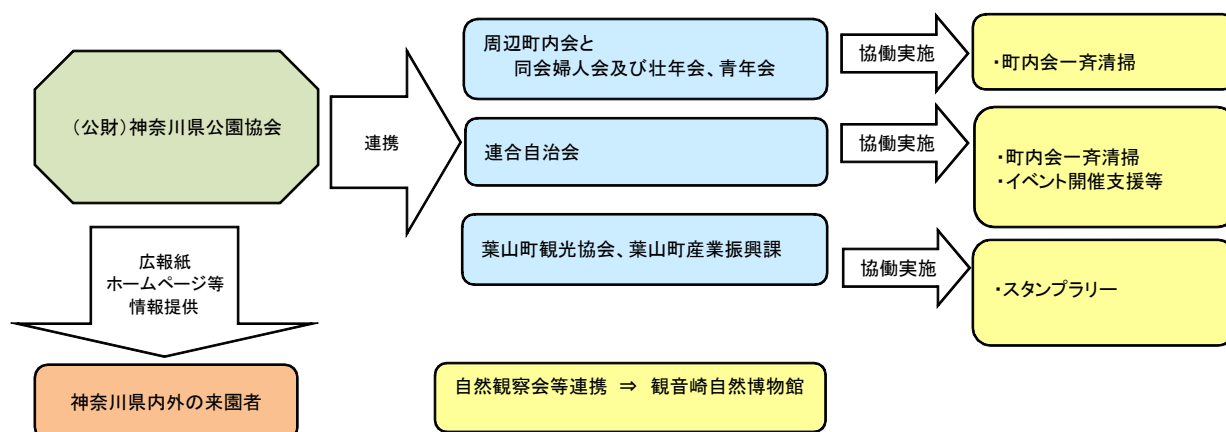 （公財）神奈川県公園協会
連携
周辺町内会と
同会婦人会及び壮年会、青年会
協働実施
・町内会一斉清掃
連合自治会
協働実施
・町内会一斉清掃
・イベント開催支援等
葉山町観光協会、葉山町産業振興課
協働実施
・スタンプラリー
広報紙
ホームページ等
情報提供
神奈川県内外の来園者
自然観察会等連携 ⇒ 観音崎自然博物館